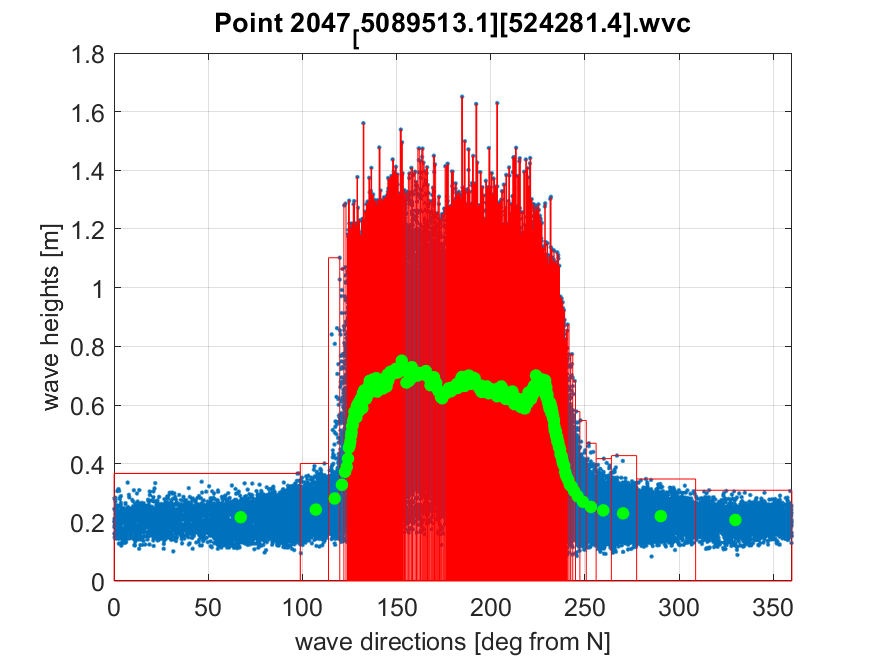 Point 2047[5089513.1][524281.4].wvc
1.8
1.6
1.4
1.2
1
0.8
0.6
0.4
0.2
0
wave heights [m]
0 50 100 150 200 250 300 350
wave directions [deg from N]